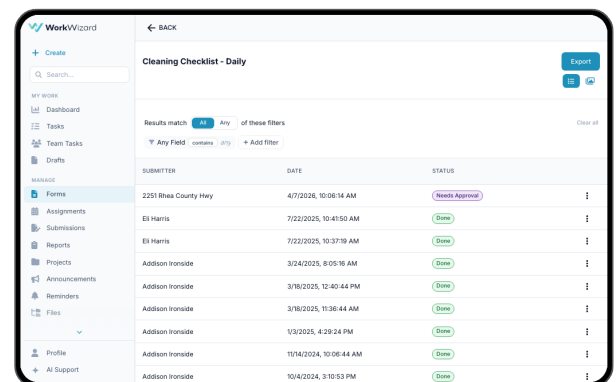 WorkWizard
BACK
+ Create
Search...
MY WORK
Dashboard
Tasks
Team Tasks
Drafts
MANAGE
Forms
Assignments
Submissions
Reports
Projects
Announcements
Reminders
Files
Profile
AI Support
Cleaning Checklist - Daily
Export
Results match All Any of these filters
Clear all
Any Field contains any + Add filter
SUBMITTER DATE STATUS
2251 Rhea County Hwy 4/7/2026, 10:06:14 AM Needs Approval
Eli Harris 7/22/2025, 10:41:50 AM Done
Eli Harris 7/22/2025, 10:37:19 AM Done
Addison Ironside 3/24/2025, 8:05:16 AM Done
Addison Ironside 3/18/2025, 12:40:44 PM Done
Addison Ironside 3/18/2025, 11:36:44 AM Done
Addison Ironside 1/3/2025, 4:29:24 PM Done
Addison Ironside 11/14/2024, 10:06:44 AM Done
Addison Ironside 10/4/2024, 3:10:53 PM Done